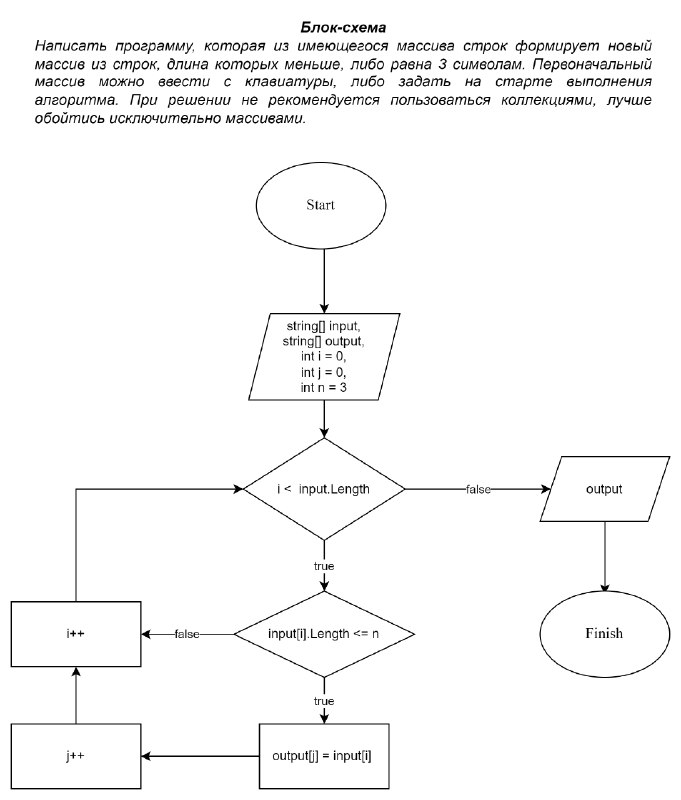 Блок-схема
Написать программу, которая из имеющегося массива строк формирует новый
массив из строк, длина которых меньше, либо равна 3 символам. Первоначальный
массив можно ввести с клавиатуры, либо задать на старте выполнения
алгоритма. При решении не рекомендуется пользоваться коллекциями, лучше
обойтись исключительно массивами.
Start
string[] input,
string[] output,
int i = 0,
int j = 0,
int n = 3
i < input.Length
false
output
true
i++
false
input[i].Length <= n
Finish
true
j++
output[j] = input[i]